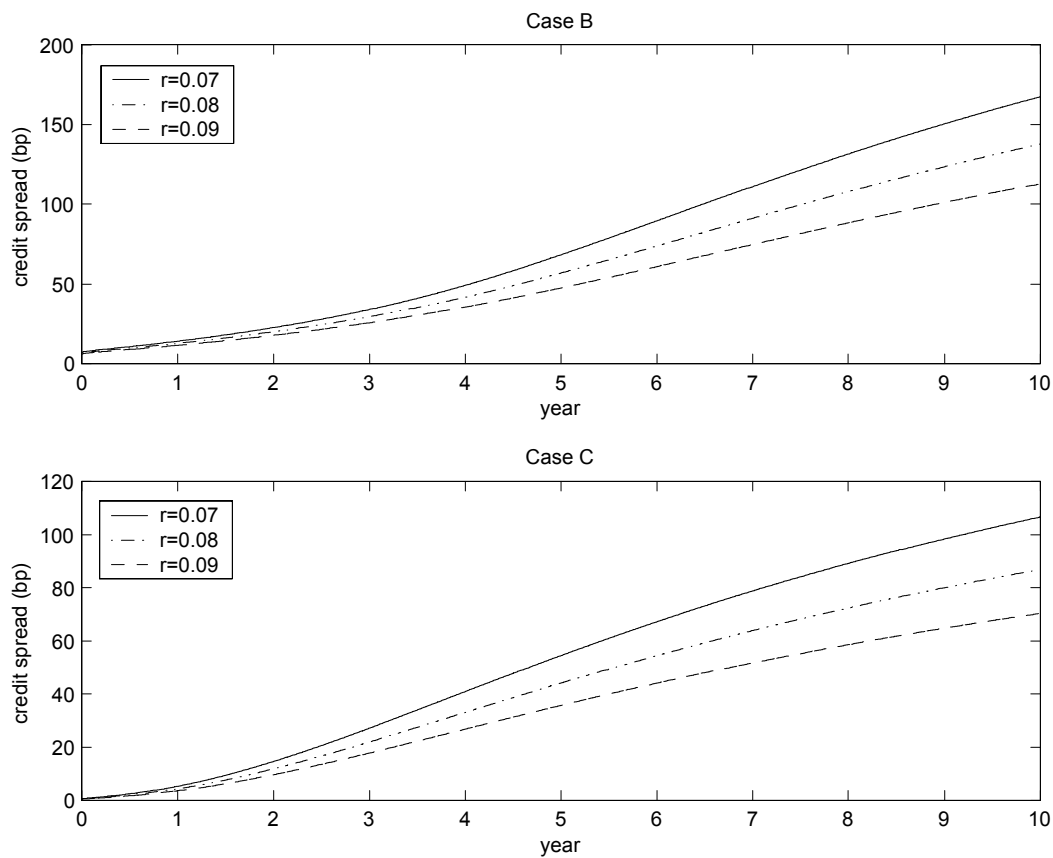 Case B
200
150
100
50
0
credit spread (bp)
r=0.07
r=0.08
r=0.09
0 1 2 3 4 5 6 7 8 9 10
year
Case C
120
100
80
60
40
20
0
credit spread (bp)
r=0.07
r=0.08
r=0.09
0 1 2 3 4 5 6 7 8 9 10
year